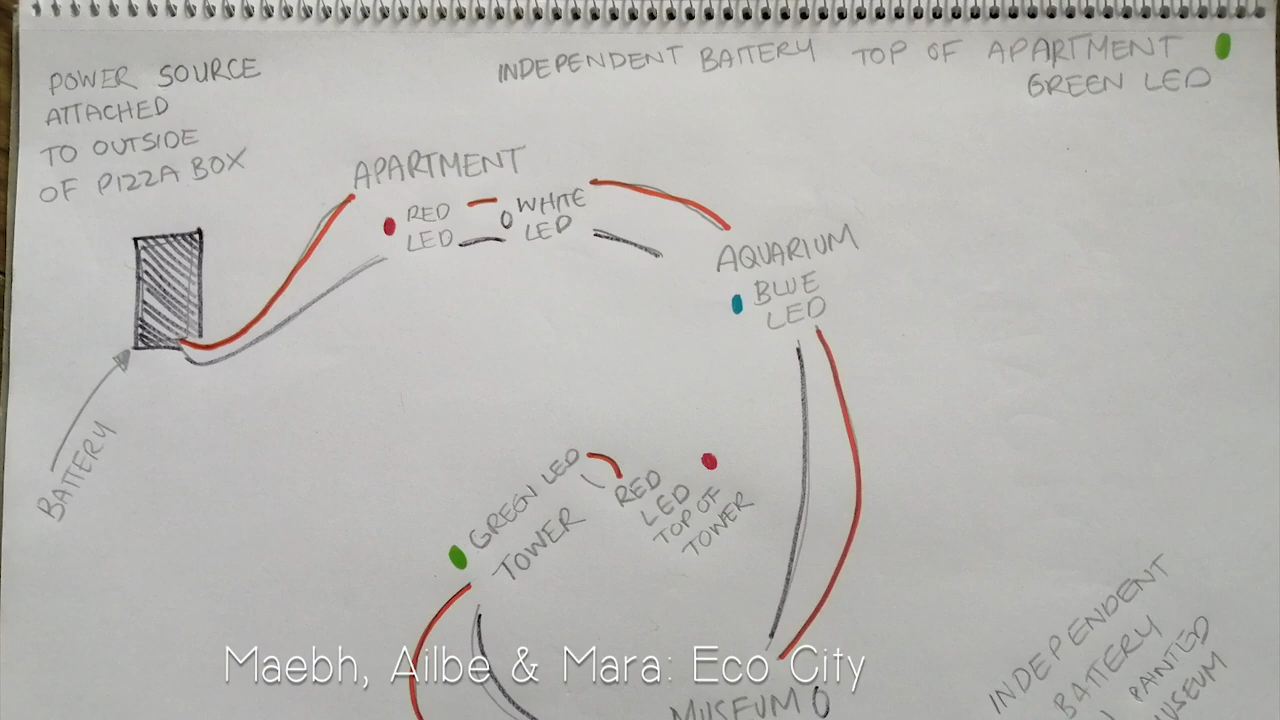 POWER SOURCE
ATTACHED
TO OUTSIDE
OF PIZZA BOX
INDEPENDENT BATTERY TOP OF APARTMENT
GREEN LED
APARTMENT
RED
LED
WHITE
LED
AQUARIUM
BLUE
LED
BATTERY
GREEN LED
TOWER
RED
LED
TOP OF
TOWER
MUSEUM
INDEPENDENT
BATTERY
PAINTED
MUSEUM
Maebh, Ailbe & Mara: Eco City